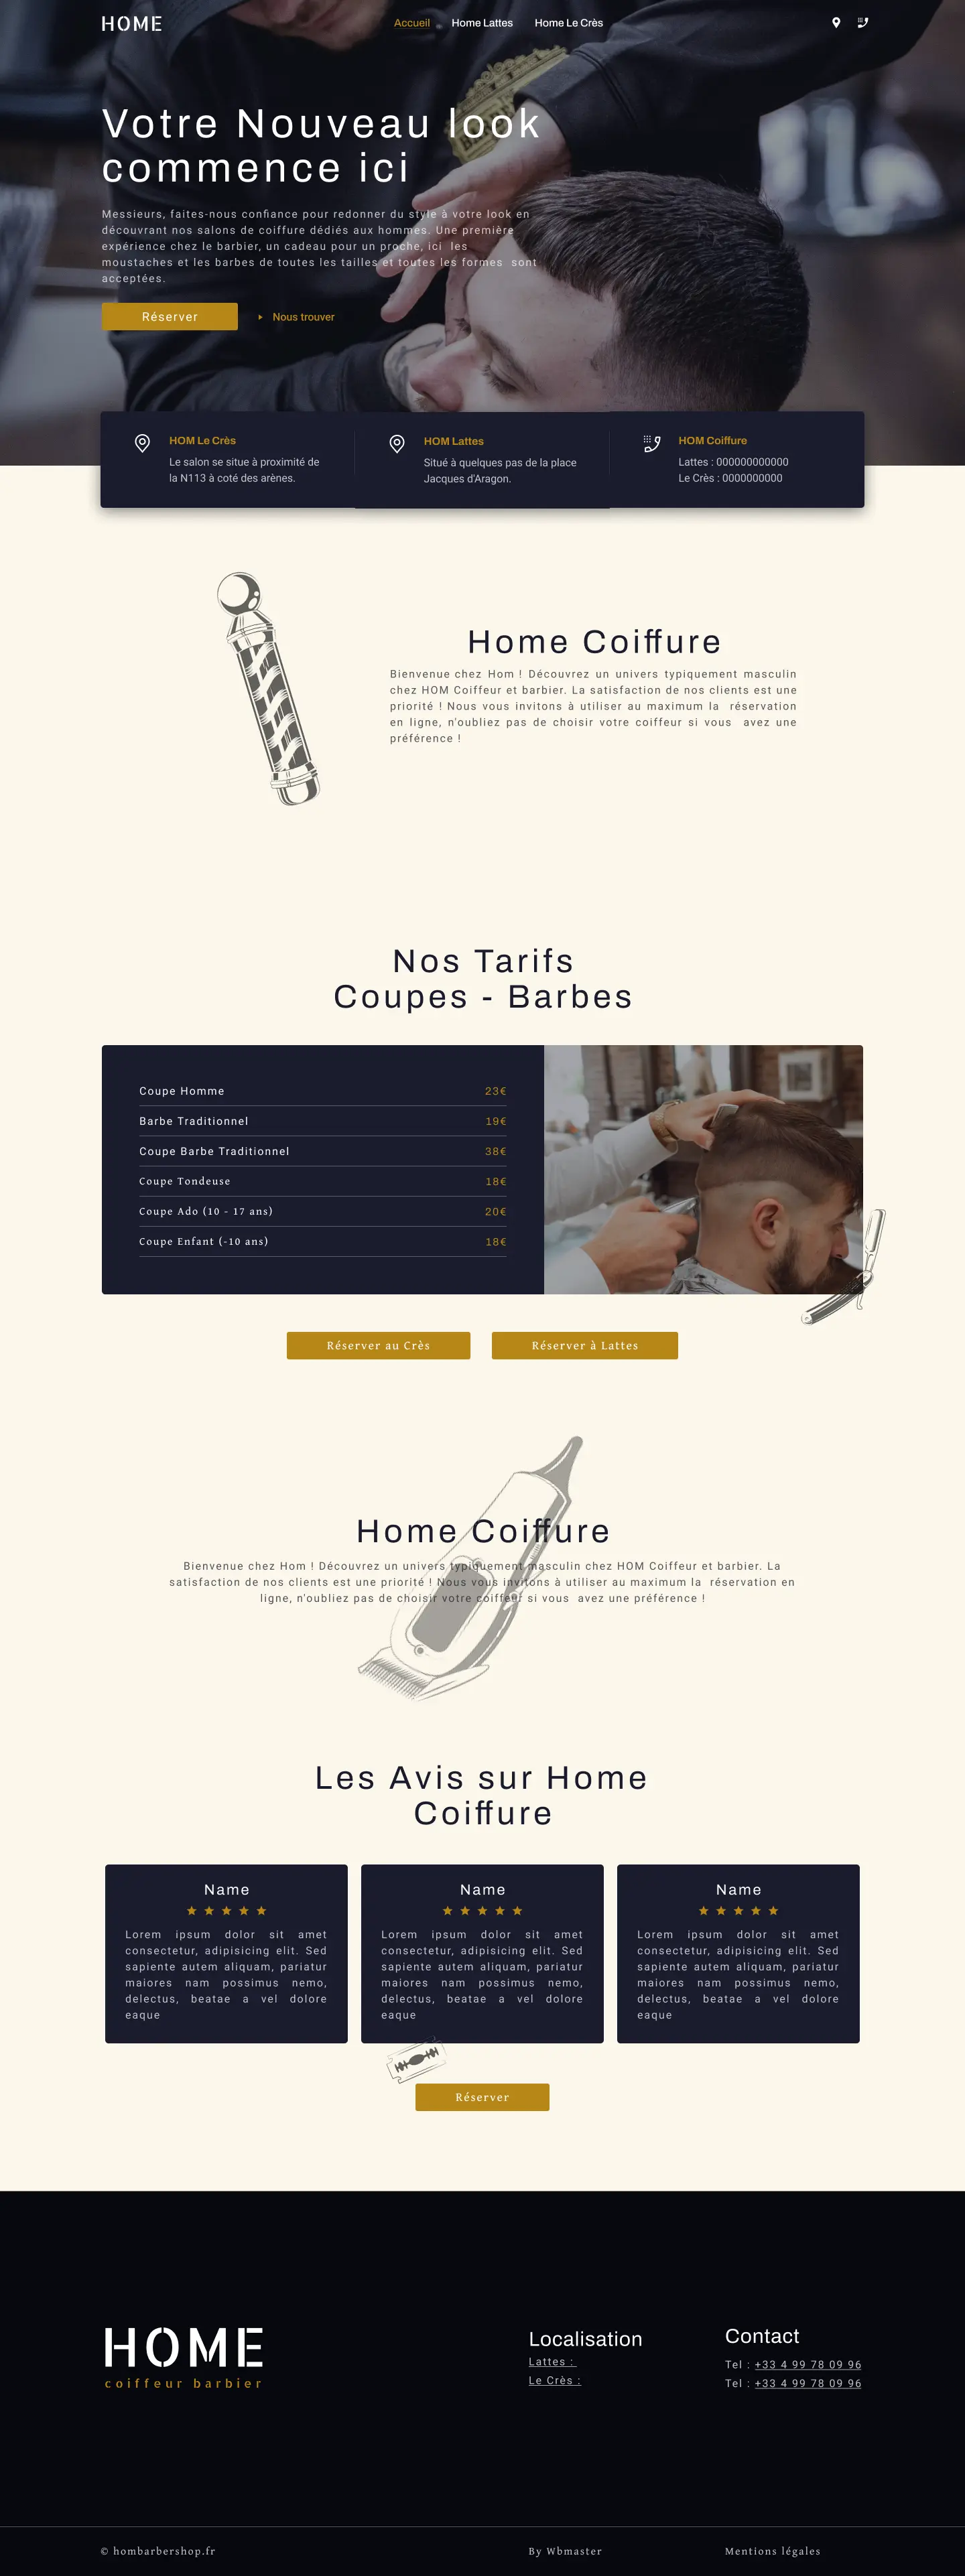 HOME
Accueil Home Lattes Home Le Crès
Votre Nouveau look
commence ici
Messieurs, faites-nous confiance pour redonner du style à votre look en
découvrant nos salons de coiffure dédiés aux hommes. Une première
expérience chez le barbier, un cadeau pour un proche, ici les
moustaches et les barbes de toutes les tailles et toutes les formes sont
acceptées.
Réserver
Nous trouver
HOM Le Crès
Le salon se situe à proximité de
la N113 à coté des arènes.
HOM Lattes
Situé à quelques pas de la place
Jacques d'Aragon.
HOM Coiffure
Lattes : 000000000000
Le Crès : 0000000000
Home Coiffure
Bienvenue chez Hom ! Découvrez un univers typiquement masculin
chez HOM Coiffeur et barbier. La satisfaction de nos clients est une
priorité ! Nous vous invitons à utiliser au maximum la réservation
en ligne, n'oubliez pas de choisir votre coiffeur si vous avez une
préférence !
Nos Tarifs
Coupes - Barbes
Coupe Homme 23€
Barbe Traditionnel 19€
Coupe Barbe Traditionnel 38€
Coupe Tondeuse 18€
Coupe Ado (10 - 17 ans) 20€
Coupe Enfant (-10 ans) 18€
Réserver au Crès
Réserver à Lattes
Home Coiffure
Bienvenue chez Hom ! Découvrez un univers typiquement masculin chez HOM Coiffeur et barbier. La
satisfaction de nos clients est une priorité ! Nous vous invitons à utiliser au maximum la réservation en
ligne, n'oubliez pas de choisir votre coiffeur si vous avez une préférence !
Les Avis sur Home
Coiffure
Name
Lorem ipsum dolor sit amet
consectetur, adipisicing elit. Sed
sapiente autem aliquam, pariatur
maiores nam possimus nemo,
delectus, beatae a vel dolore
eaque
Name
Lorem ipsum dolor sit amet
consectetur, adipisicing elit. Sed
sapiente autem aliquam, pariatur
maiores nam possimus nemo,
delectus, beatae a vel dolore
eaque
Name
Lorem ipsum dolor sit amet
consectetur, adipisicing elit. Sed
sapiente autem aliquam, pariatur
maiores nam possimus nemo,
delectus, beatae a vel dolore
eaque
Réserver
HOME
coiffeur barbier
Localisation
Lattes :
Le Crès :
Contact
Tel : +33 4 99 78 09 96
Tel : +33 4 99 78 09 96
© hombarbershop.fr
By Wbmaster
Mentions légales